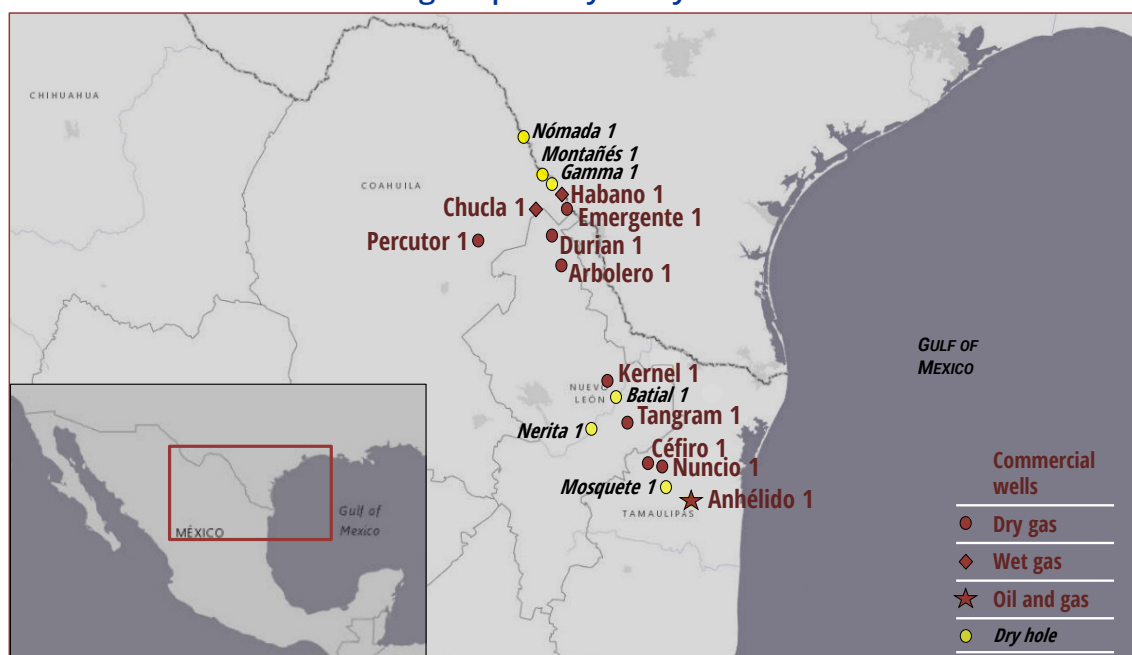 CHIHUAHUA
Nómada 1
Montañés 1
Gamma 1
COAHUILA
Habano 1
Chucla 1
Emergente 1
Percutor 1
Durian 1
Arbolero 1
GULF OF
MEXICO
Kernel 1
NUEVO
LEÓN
Batial 1
Tangram 1
Nerita 1
Céfiro 1
Nuncio 1
Mosquete 1
Anhélido 1
TAMAULIPAS
Gulf of
Mexico
MÉXICO
Commercial
wells
Dry gas
Wet gas
Oil and gas
Dry hole